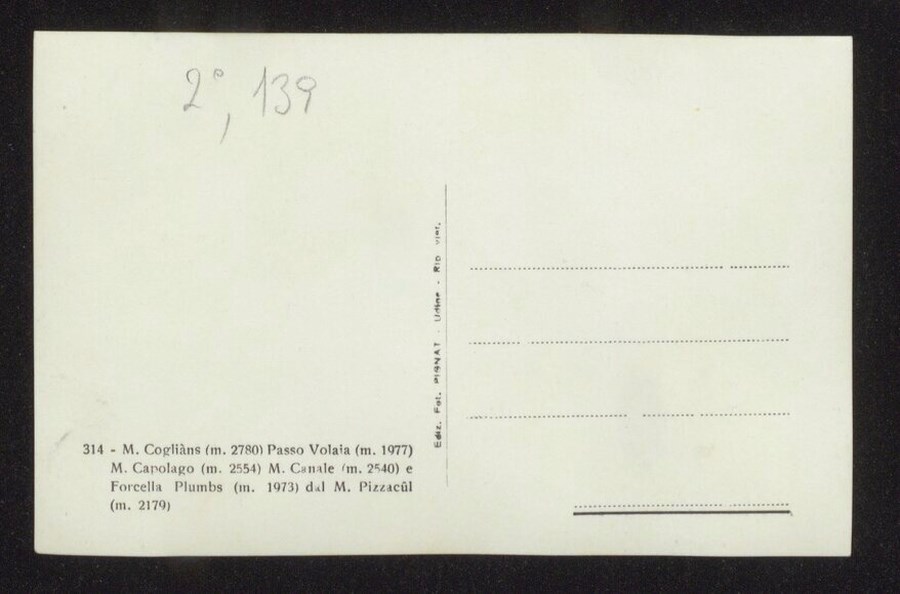 2°, 139
Ediz. Fot. PIGNAT - Udine - Rip. viet.
314 - M. Cogliàns (m. 2780) Passo Volaia (m. 1977)
M. Capolago (m. 2554) M. Canale (m. 2540) e
Forcella Plumbs (m. 1973) dal M. Pizzacûl
(m. 2179)